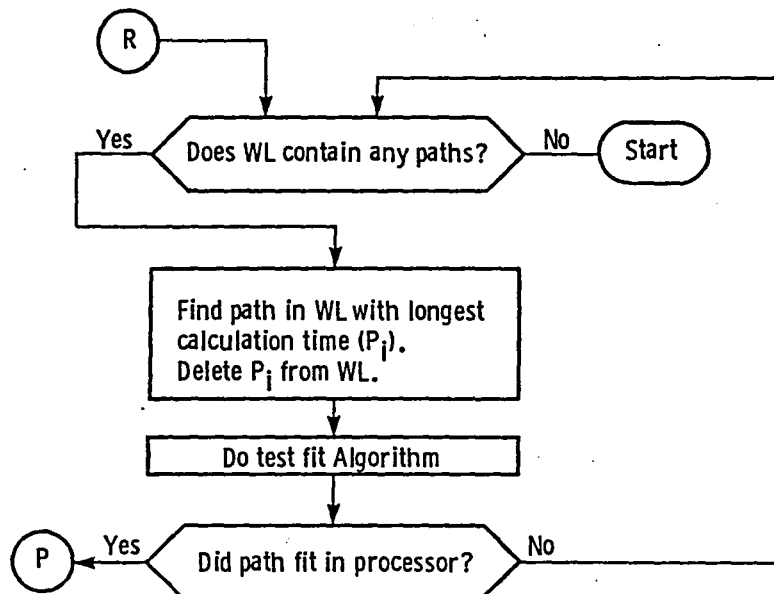 R
Yes
Does WL contain any paths?
No
Start
Find path in WL with longest
calculation time (Pi).
Delete Pi from WL.
Do test fit Algorithm
P
Yes
Did path fit in processor?
No